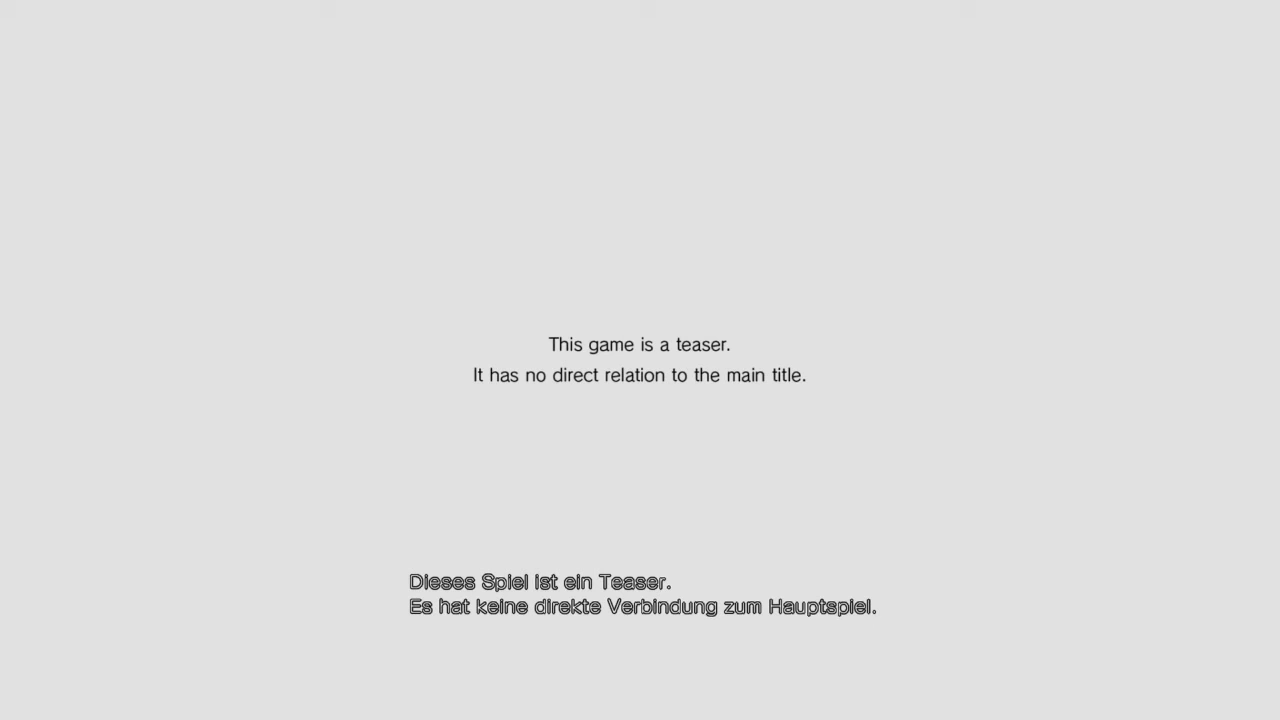 This game is a teaser.
It has no direct relation to the main title.
Dieses Spiel ist ein Teaser.
Es hat keine direkte Verbindung zum Hauptspiel.